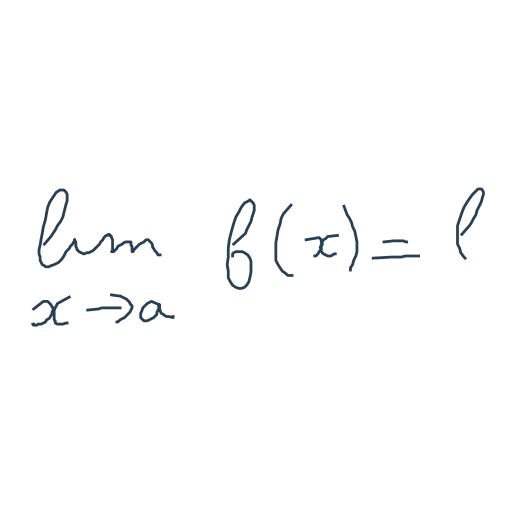 lim f(x) = l
x → a